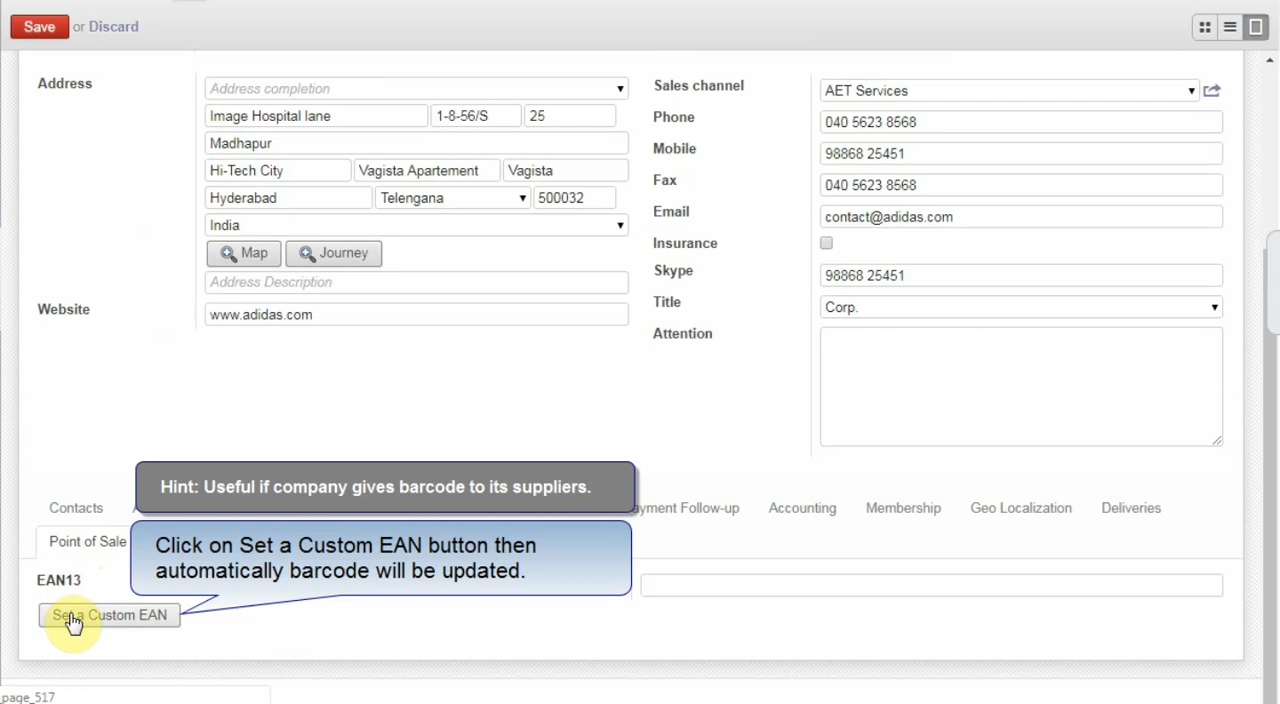 Save or Discard
Address
Address completion
Image Hospital lane 1-8-56/S 25
Madhapur
Hi-Tech City Vagista Apartement Vagista
Hyderabad Telengana 500032
India
Map Journey
Address Description
Website www.adidas.com
Sales channel AET Services
Phone 040 5623 8568
Mobile 98868 25451
Fax 040 5623 8568
Email contact@adidas.com
Insurance
Skype 98868 25451
Title Corp.
Attention
Hint: Useful if company gives barcode to its suppliers.
Contacts Follow-up Accounting Membership Geo Localization Deliveries
Point of Sale
Click on Set a Custom EAN button then
automatically barcode will be updated.
EAN13
Set a Custom EAN
_page_517